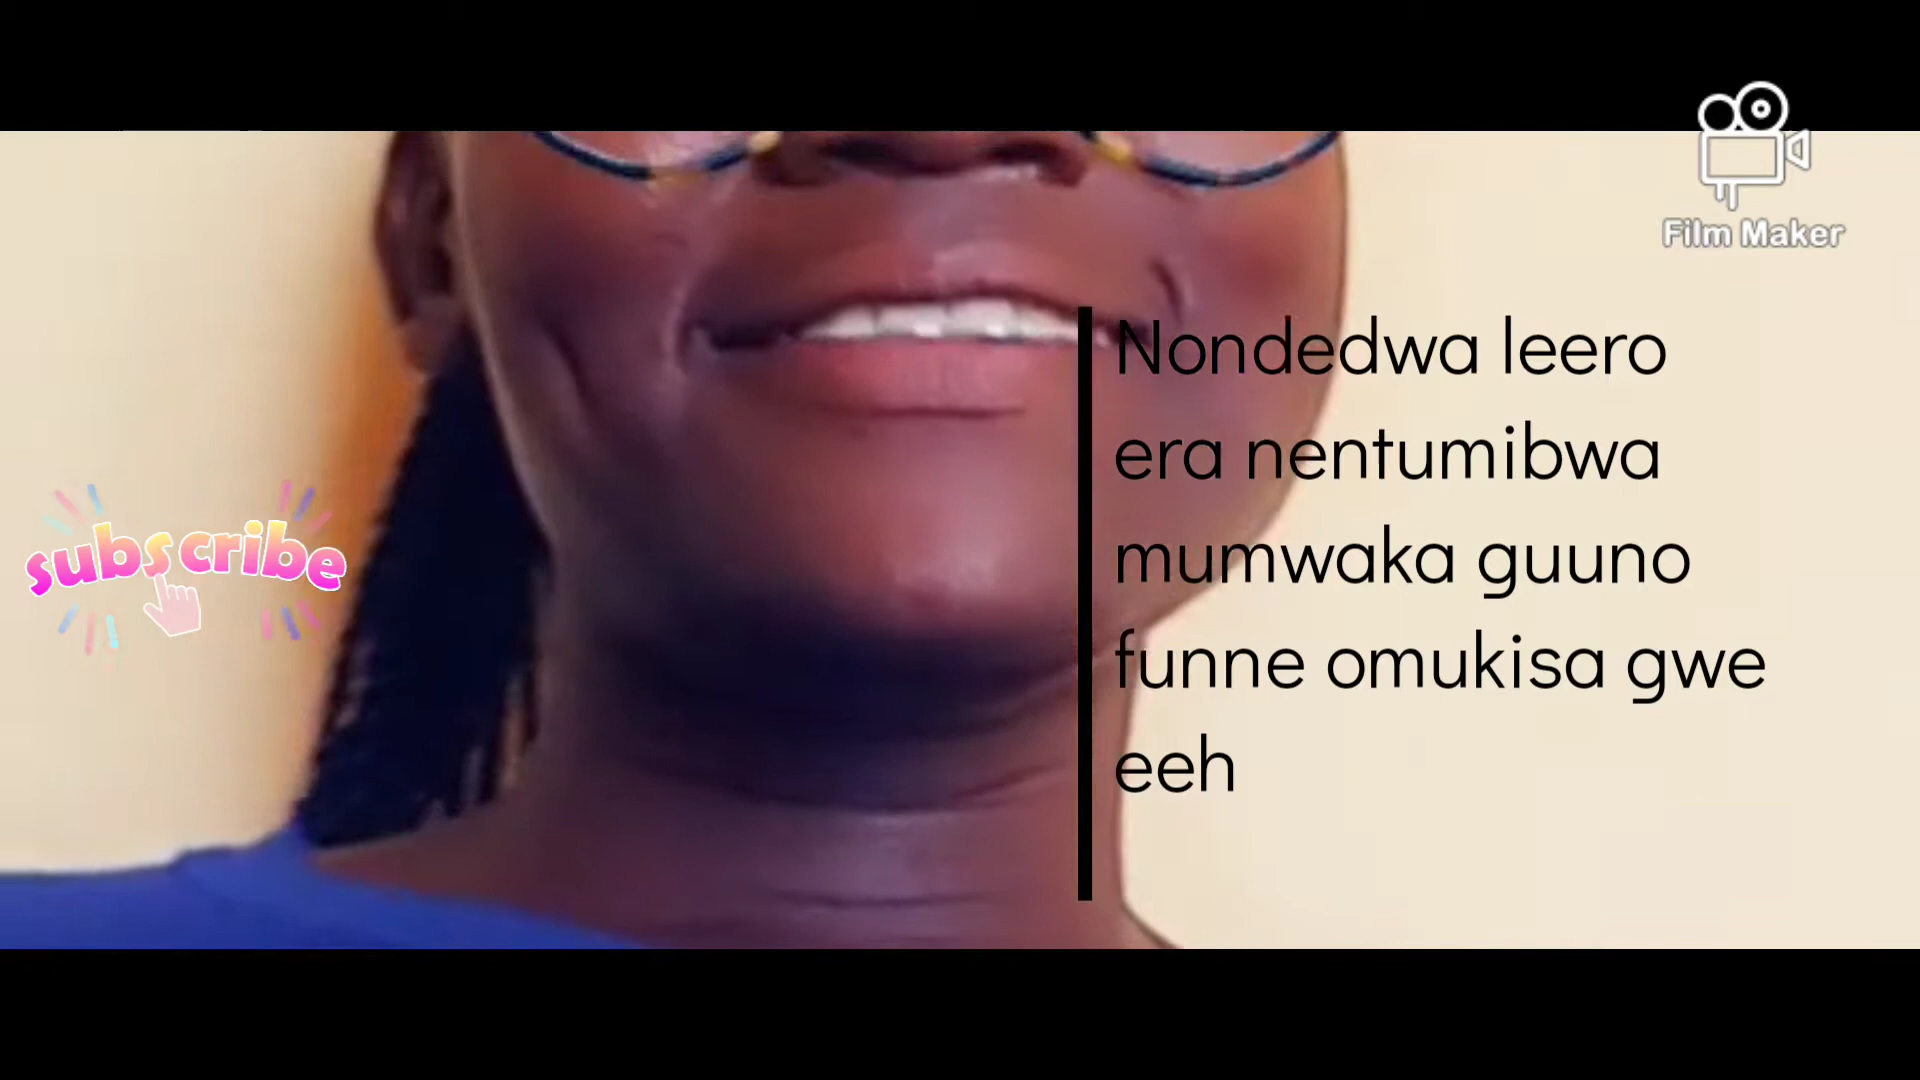 Film Maker
Nondedwa leero
era nentumibwa
mumwaka guuno
funne omukisa gwe
eeh
subscribe